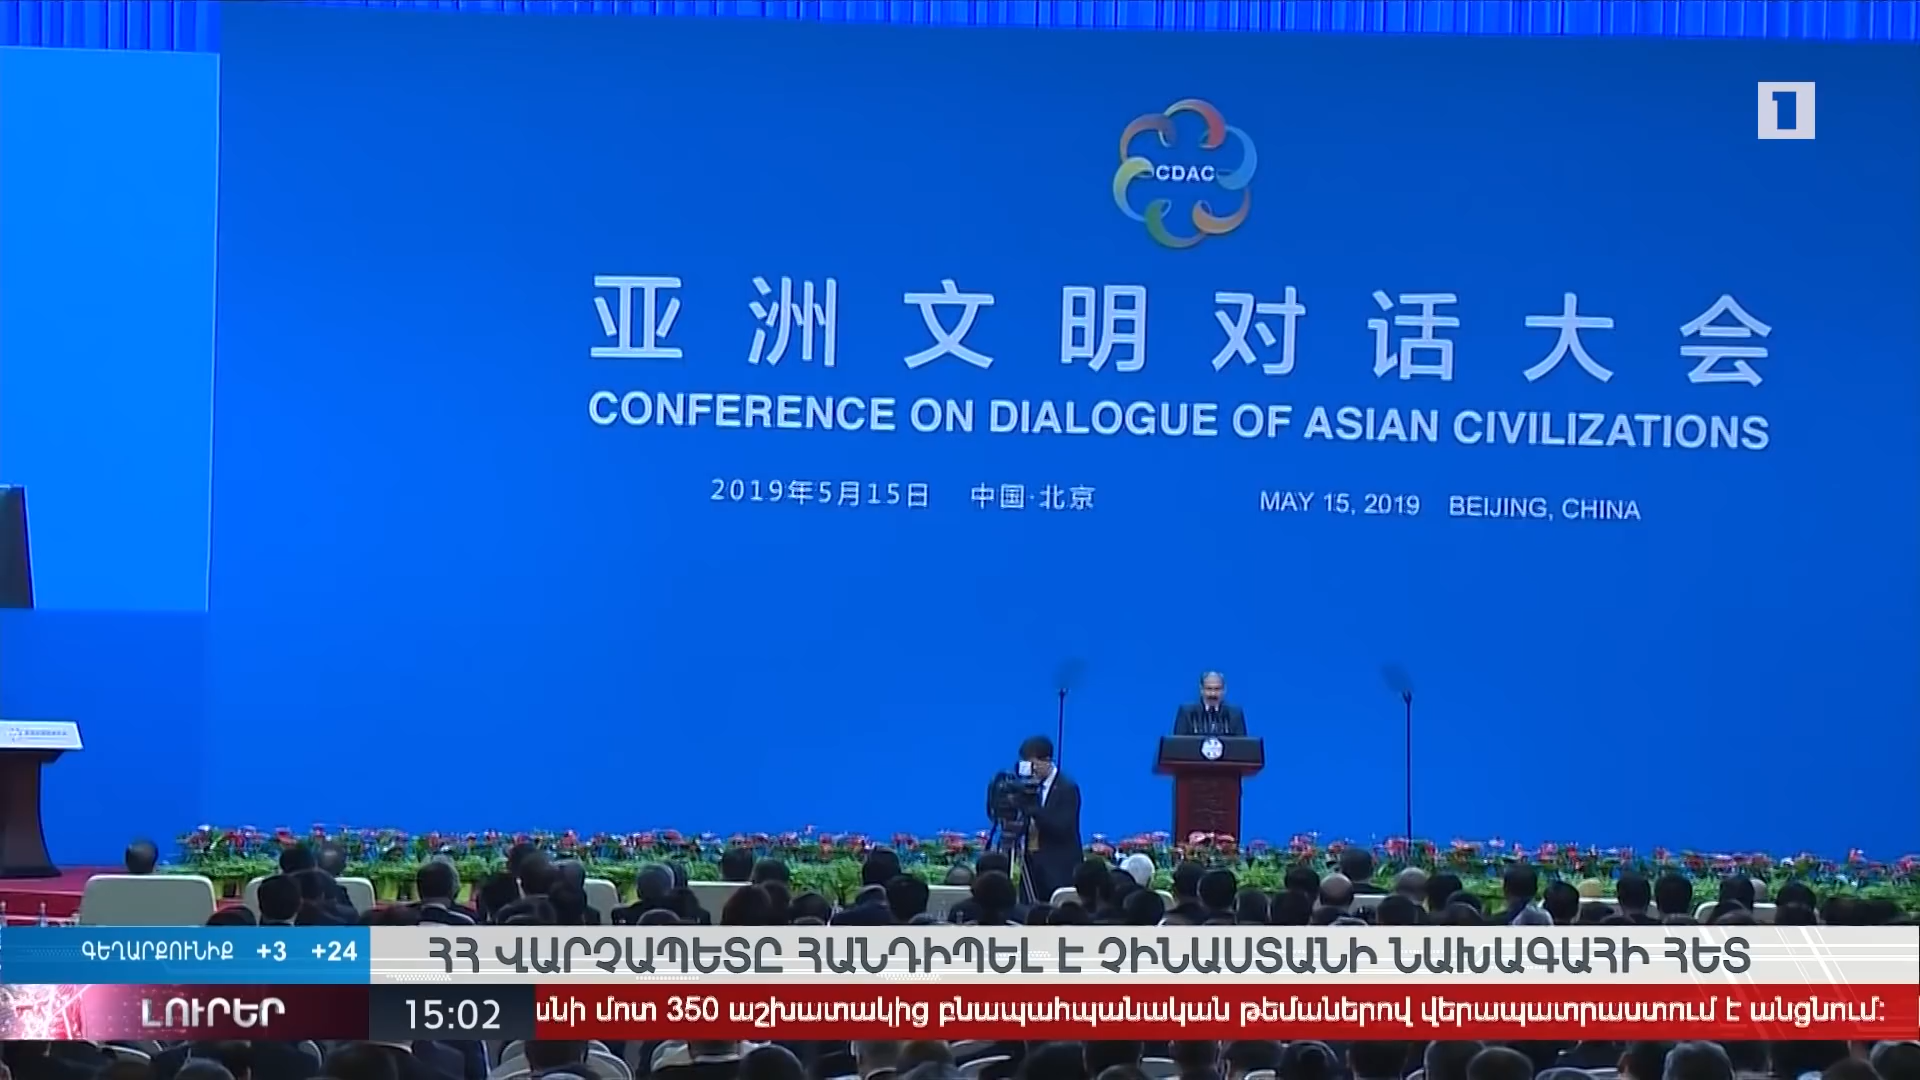 1
CDAC
亚洲文明对话大会
CONFERENCE ON DIALOGUE OF ASIAN CIVILIZATIONS
2019年5月15日 中国·北京 MAY 15, 2019 BEIJING, CHINA
ԳԵՂԱՐՔՈՒՆԻՔ +3 +24
ՀՀ ՎԱՐՉԱՊԵՏԸ ՀԱՆԴԻՊԵԼ Է ՉԻՆԱՍՏԱՆԻ ՆԱԽԱԳԱՀԻ ՀԵՏ
ԼՈՒՐԵՐ
15:02
անի մոտ 350 աշխատակից բնապահպանական թեմաներով վերապատրաստում է անցնում: